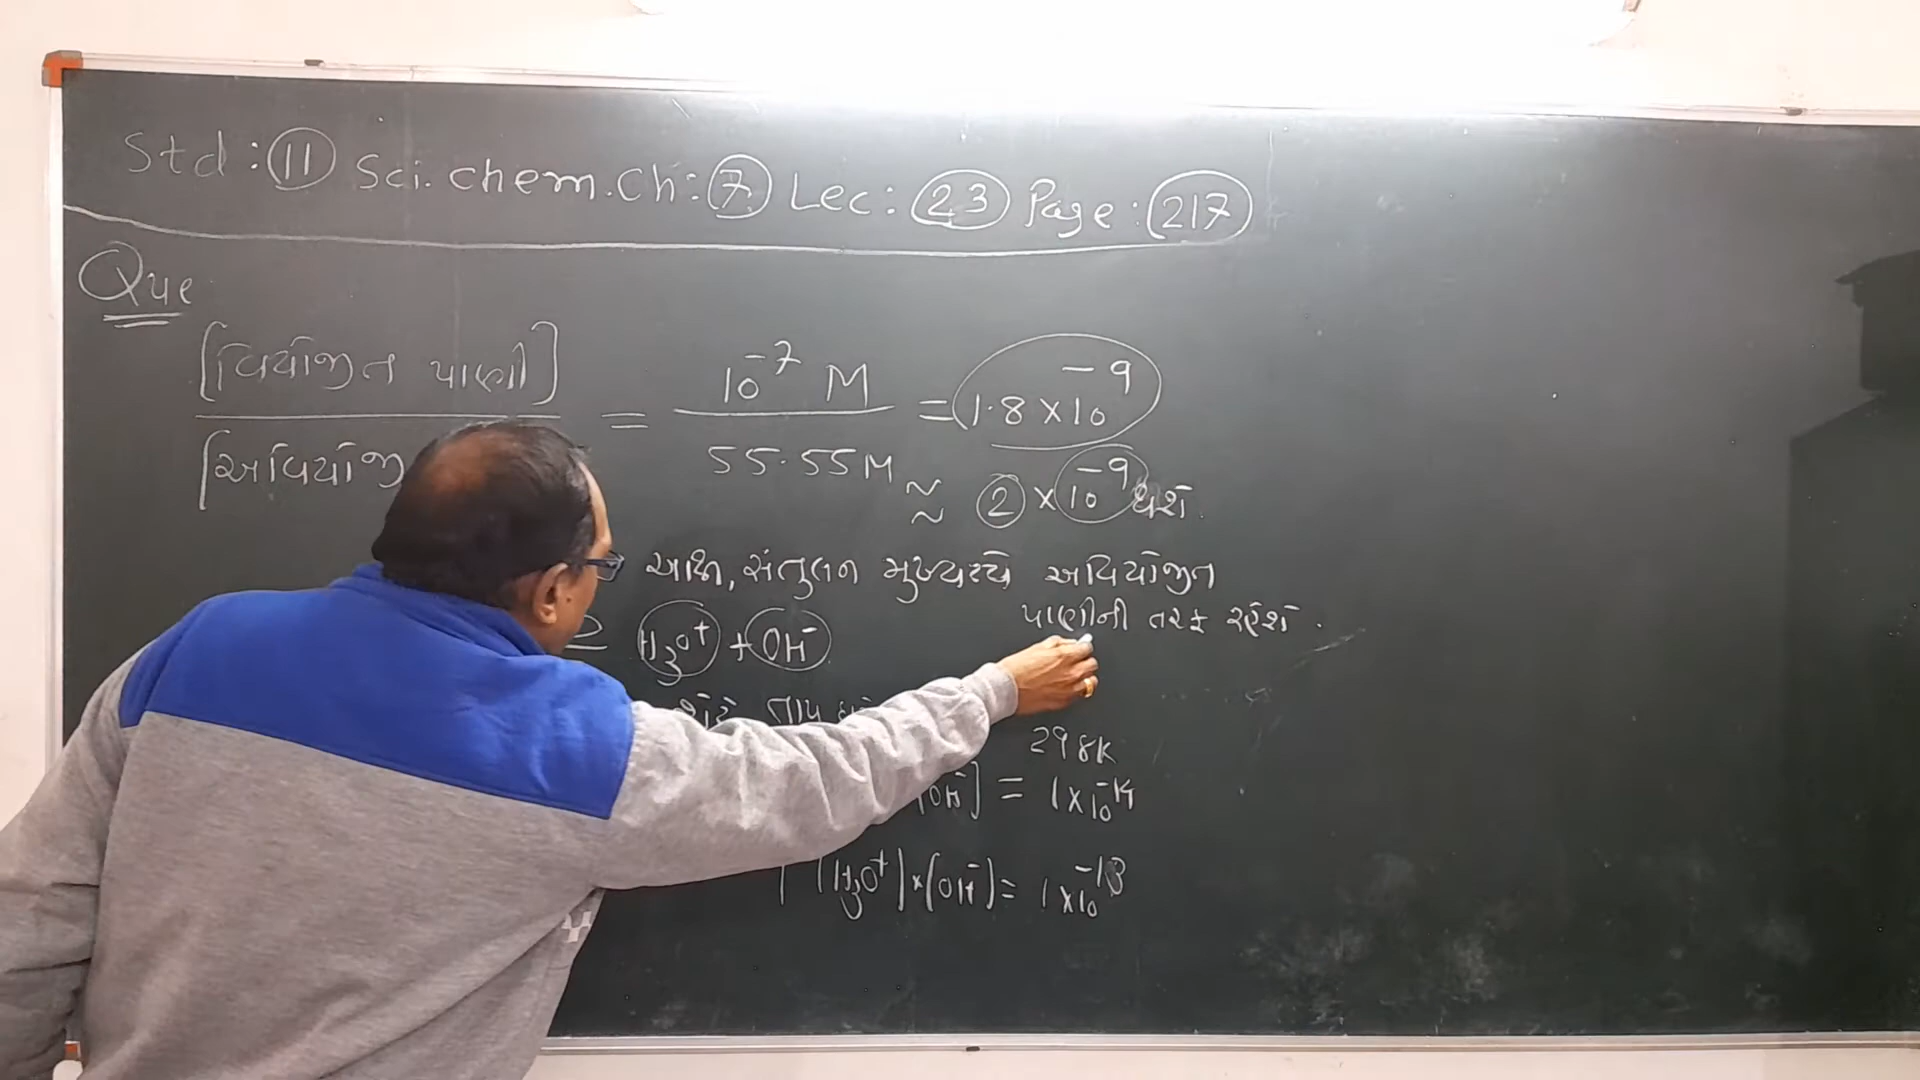 Std : 11 Sci. chem. Ch : 7 Lec : 23 Page : 217
Que
[વિયોજીત પાણી] = 10⁻⁷ M = 1.8 × 10⁻⁹
[અવિયોજી 55.55 M ≈ 2 × 10⁻⁹ થશે.
આથી, સંતુલન મુખ્યત્વે અવિયોજીત
પાણીની તરફ રહેશે.
H₃O⁺ + OH⁻
તાપ
298K
OH⁻] = 1 × 10⁻¹⁴
[H₃O⁺] × [OH⁻] = 1 × 10⁻¹³